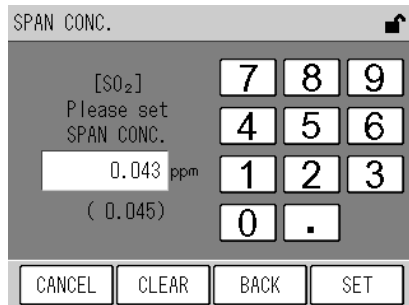 SPAN CONC.
[SO₂]
Please set
SPAN CONC.
0.043 ppm
( 0.045)
7 8 9
4 5 6
1 2 3
0 .
CANCEL CLEAR BACK SET